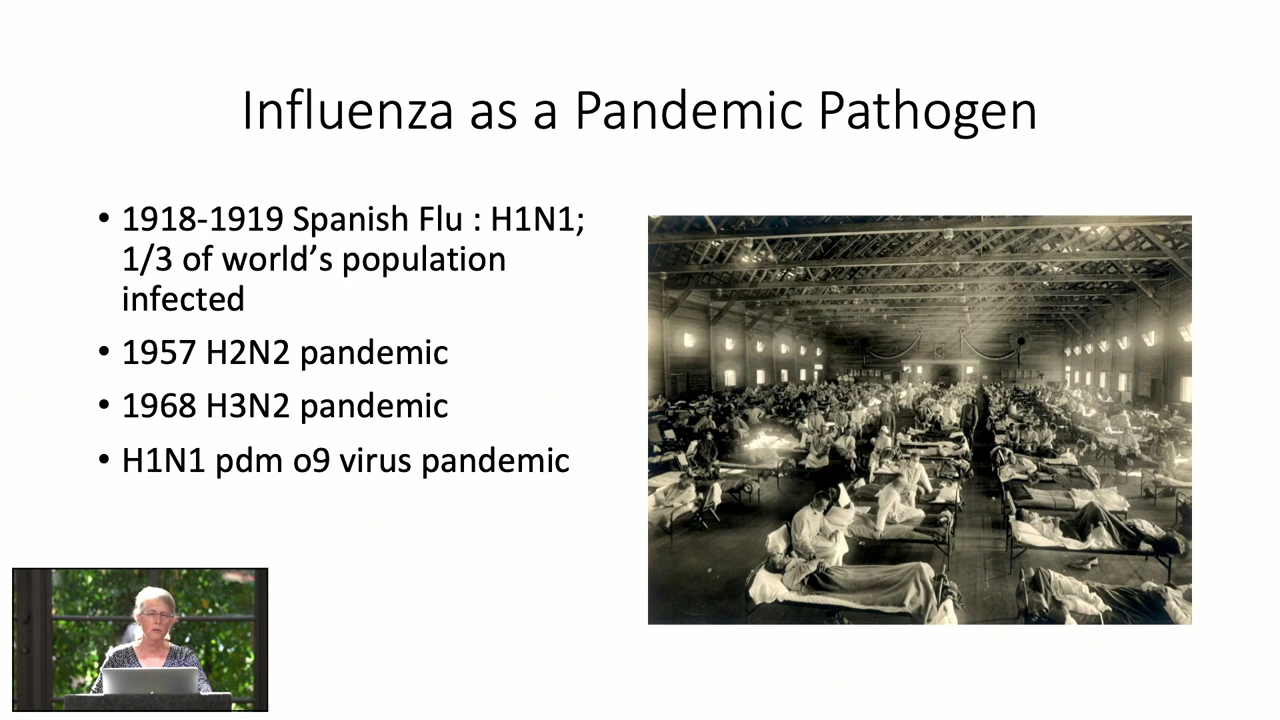 Influenza as a Pandemic Pathogen
• 1918-1919 Spanish Flu : H1N1;
1/3 of world’s population
infected
• 1957 H2N2 pandemic
• 1968 H3N2 pandemic
• H1N1 pdm o9 virus pandemic